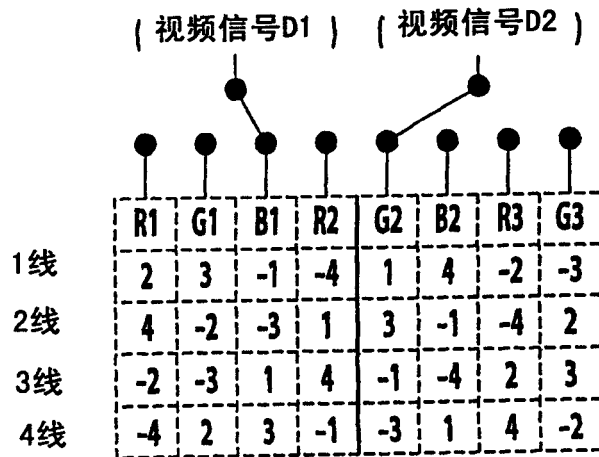 (视频信号D1) (视频信号D2)
R1 G1 B1 R2 G2 B2 R3 G3
1线 2 3 -1 -4 1 4 -2 -3
2线 4 -2 -3 1 3 -1 -4 2
3线 -2 -3 1 4 -1 -4 2 3
4线 -4 2 3 -1 -3 1 4 -2